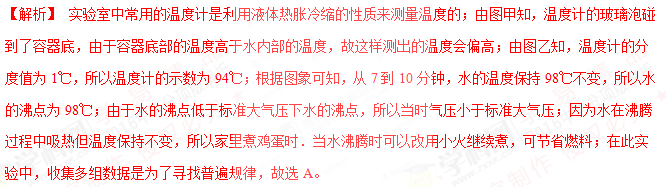 【解析】 实验室中常用的温度计是利用液体热胀冷缩的性质来测量温度的；由图甲知，温度计的玻璃泡碰
到了容器底，由于容器底部的温度高于水内部的温度，故这样测出的温度会偏高；由图乙知，温度计的分
度值为 1℃，所以温度计的示数为 94℃；根据图象可知，从 7 到 10 分钟，水的温度保持 98℃不变，所以水
的沸点为 98℃；由于水的沸点低于标准大气压下水的沸点，所以当时气压小于标准大气压；因为水在沸腾
过程中吸热但温度保持不变，所以家里煮鸡蛋时．当水沸腾时可以改用小火继续煮，可节省燃料；在此实
验中，收集多组数据是为了寻找普遍规律，故选 A。